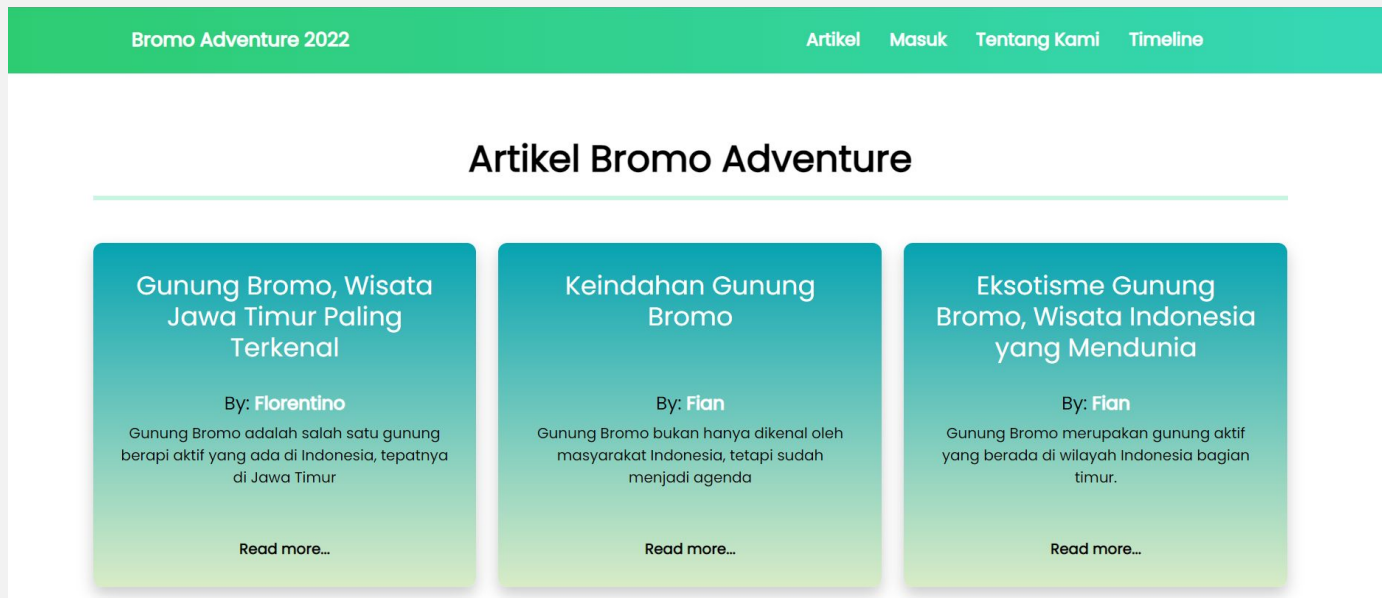 Bromo Adventure 2022
Artikel Masuk Tentang Kami Timeline
Artikel Bromo Adventure
Gunung Bromo, Wisata
Jawa Timur Paling
Terkenal
By: Florentino
Gunung Bromo adalah salah satu gunung
berapi aktif yang ada di Indonesia, tepatnya
di Jawa Timur
Read more...
Keindahan Gunung
Bromo
By: Fian
Gunung Bromo bukan hanya dikenal oleh
masyarakat Indonesia, tetapi sudah
menjadi agenda
Read more...
Eksotisme Gunung
Bromo, Wisata Indonesia
yang Mendunia
By: Fian
Gunung Bromo merupakan gunung aktif
yang berada di wilayah Indonesia bagian
timur.
Read more...